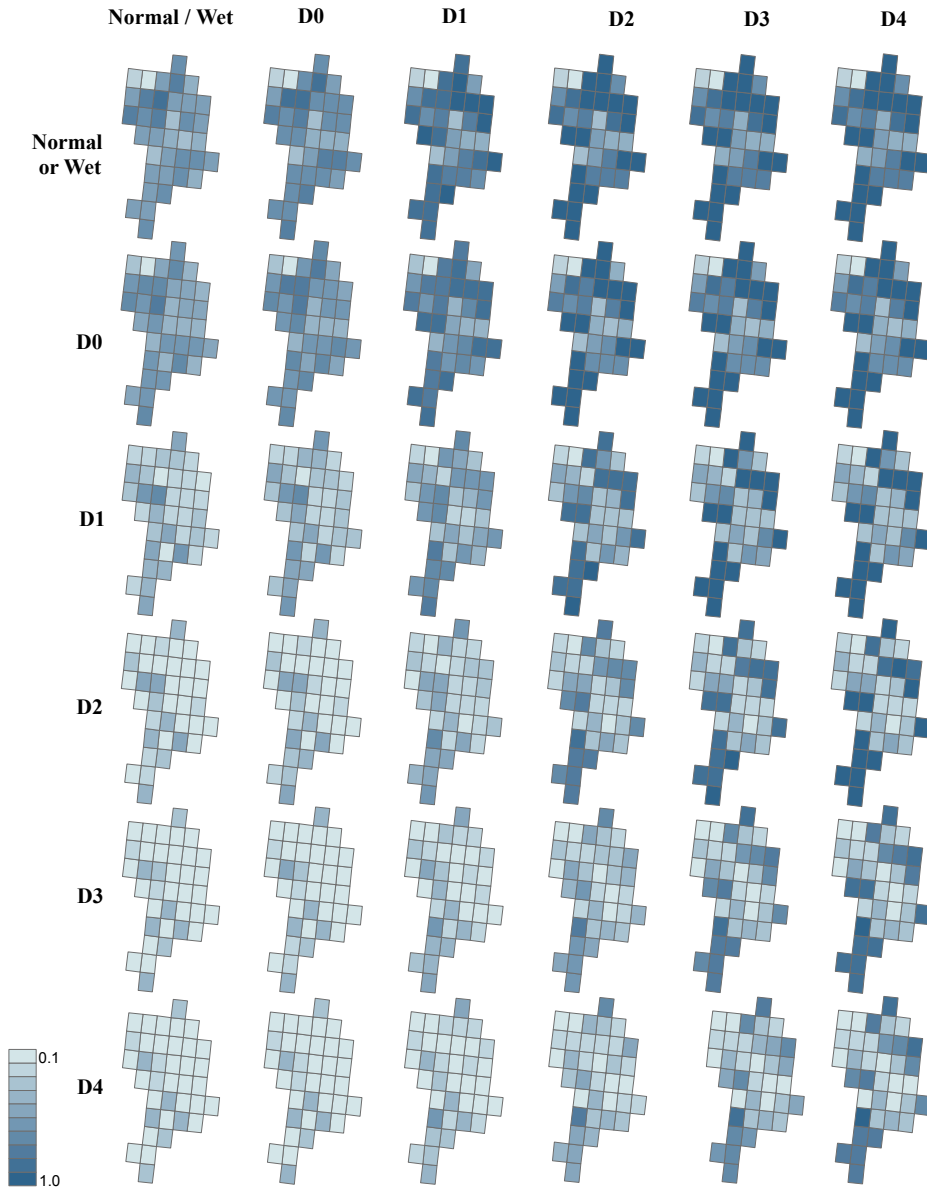 Normal / Wet D0 D1 D2 D3 D4
Normal
or Wet
D0
D1
D2
D3
D4
0.1
1.0